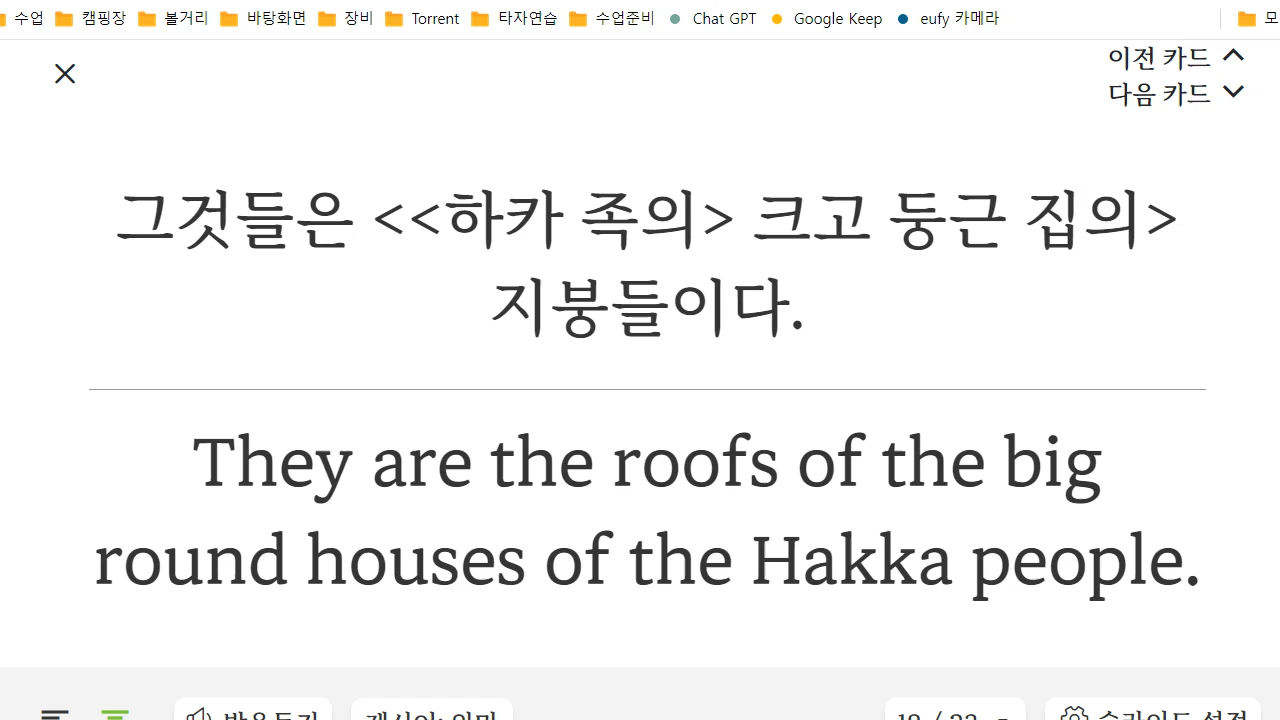 수업 캠핑장 볼거리 바탕화면 장비 Torrent 타자연습 수업준비 Chat GPT Google Keep eufy 카메라 모
이전 카드
다음 카드
그것들은 <<하카 족의> 크고 둥근 집의>
지붕들이다.
They are the roofs of the big
round houses of the Hakka people.